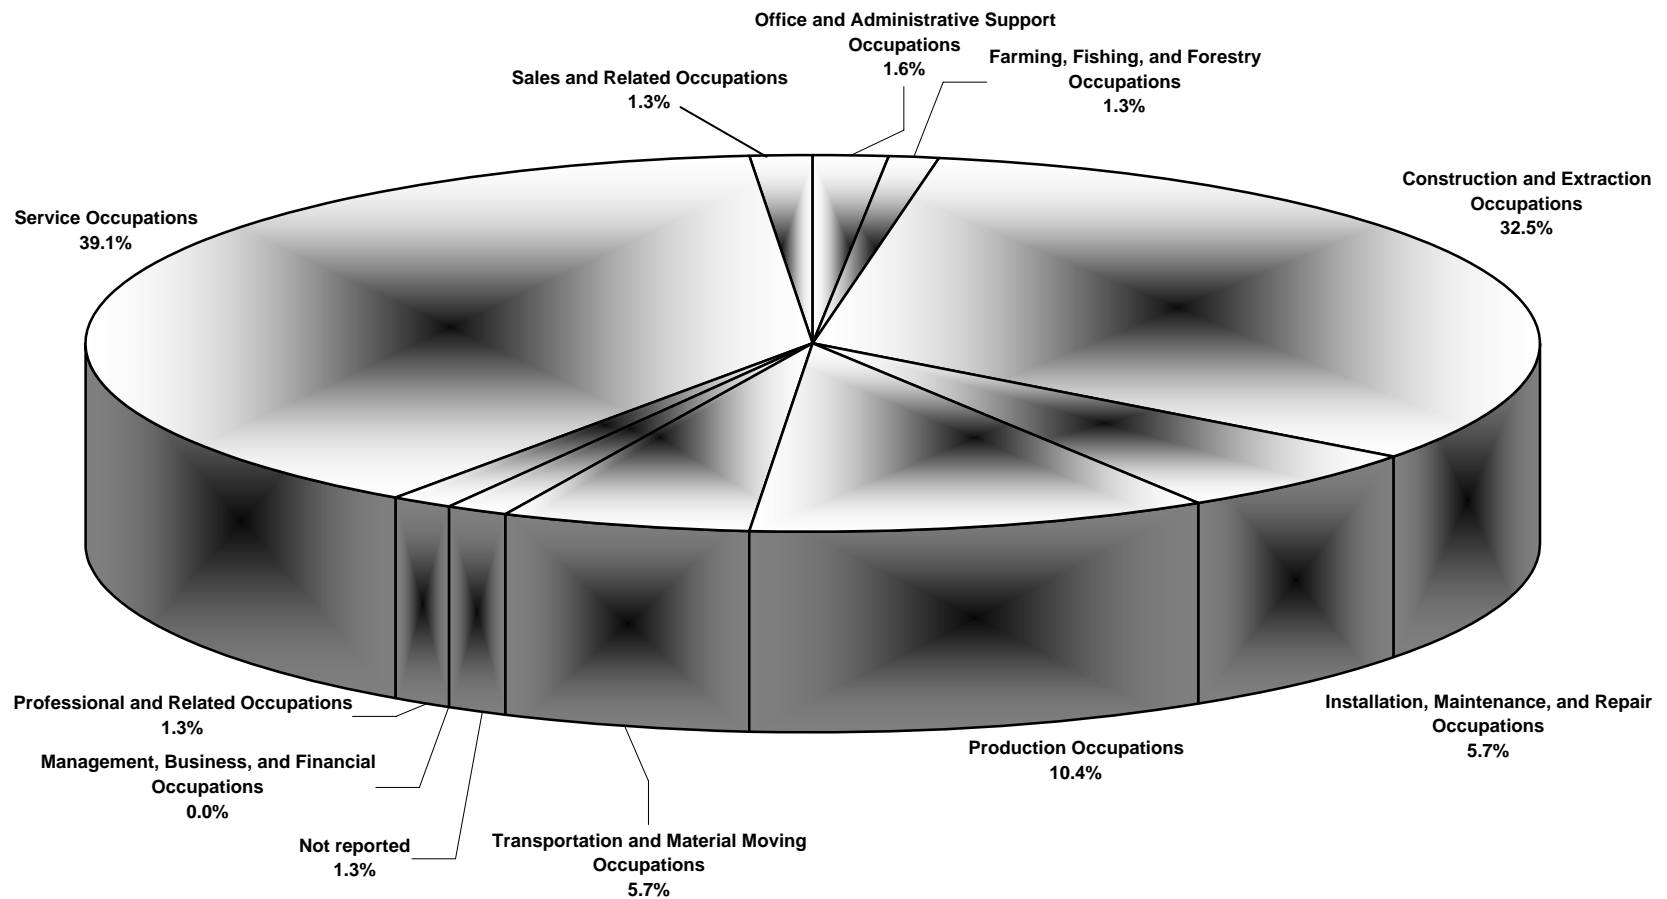 Office and Administrative Support
Occupations
1.6%
Farming, Fishing, and Forestry
Occupations
1.3%
Sales and Related Occupations
1.3%
Construction and Extraction
Occupations
32.5%
Service Occupations
39.1%
Professional and Related Occupations
1.3%
Installation, Maintenance, and Repair
Occupations
5.7%
Production Occupations
10.4%
Management, Business, and Financial
Occupations
0.0%
Not reported
1.3%
Transportation and Material Moving
Occupations
5.7%